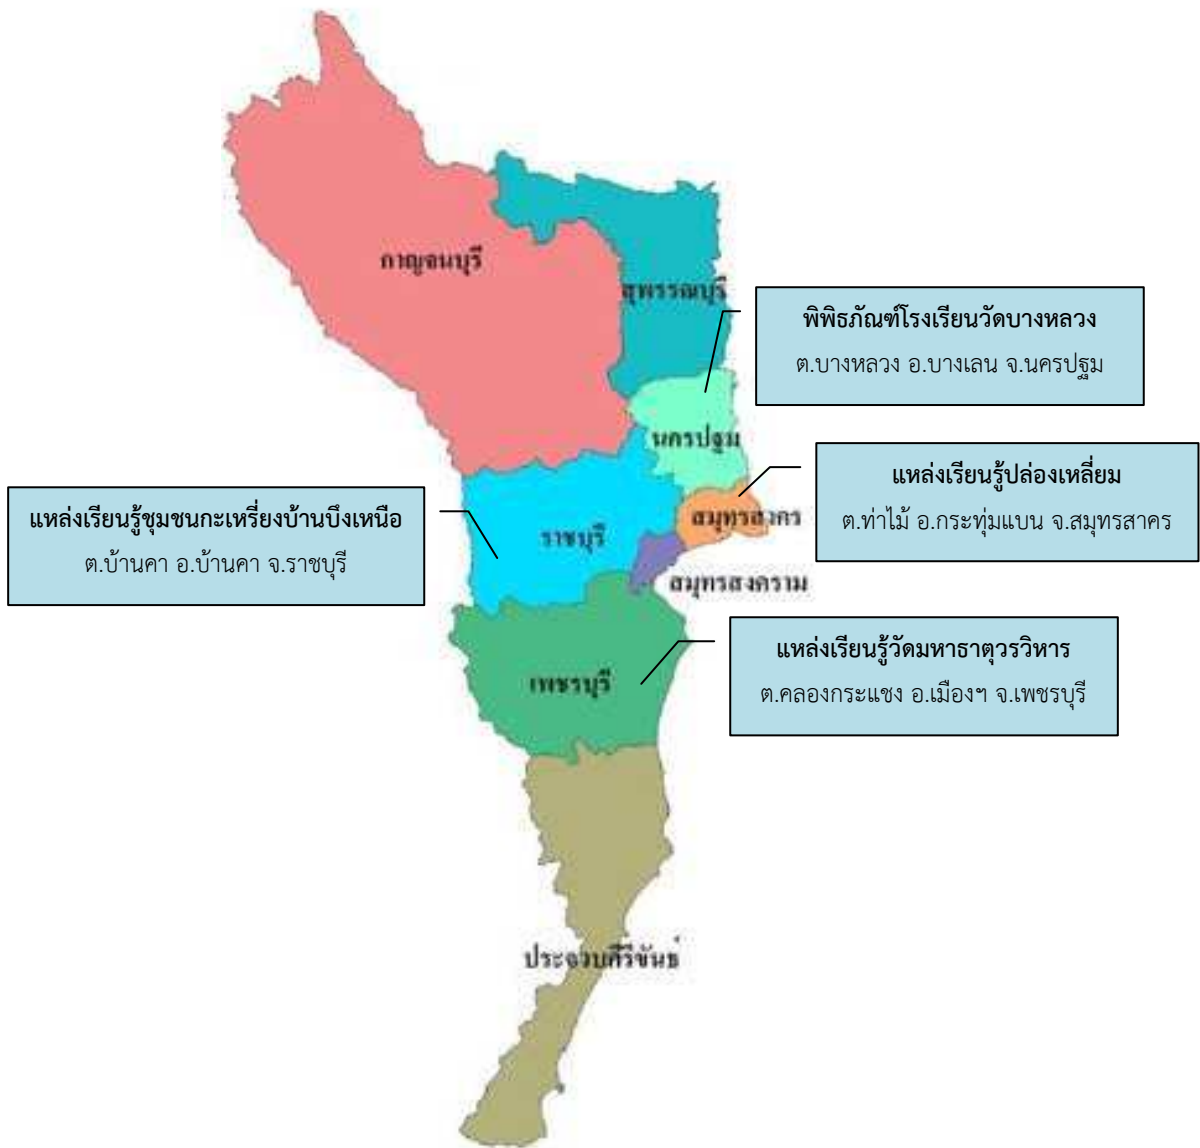 กาญจนบุรี
สุพรรณบุรี
พิพิธภัณฑ์โรงเรียนวัดบางหลวง
ต.บางหลวง อ.บางเลน จ.นครปฐม
นครปฐม
แหล่งเรียนรู้ปล่องเหลี่ยม
ต.ท่าไม้ อ.กระทุ่มแบน จ.สมุทรสาคร
แหล่งเรียนรู้ชุมชนกะเหรี่ยงบ้านบึงเหนือ
ต.บ้านคา อ.บ้านคา จ.ราชบุรี
สมุทรสาคร
ราชบุรี
สมุทรสงคราม
แหล่งเรียนรู้วัดมหาธาตุวรวิหาร
ต.คลองกระแชง อ.เมืองฯ จ.เพชรบุรี
เพชรบุรี
ประจวบคีรีขันธ์